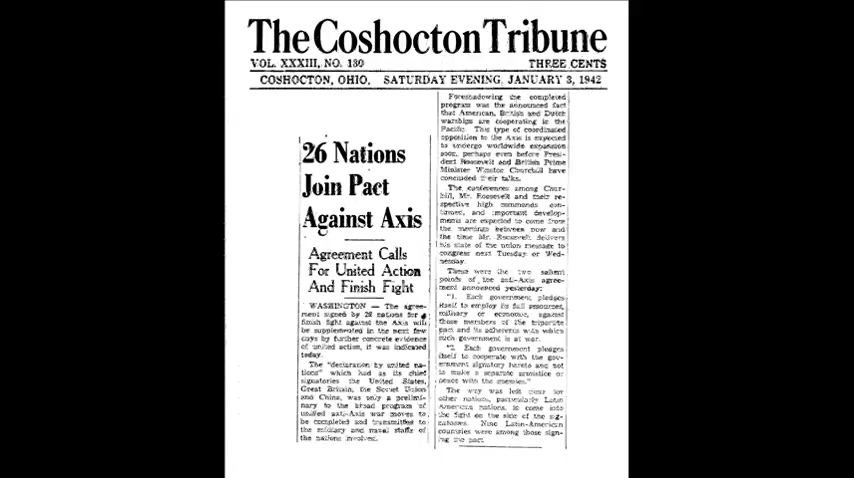 The Coshocton Tribune
VOL. XXXIII, NO. 130 THREE CENTS
COSHOCTON, OHIO, SATURDAY EVENING, JANUARY 3, 1942
26 Nations
Join Pact
Against Axis
Agreement Calls
For United Action
And Finish Fight
WASHINGTON — The agree-
ment signed by 26 nations for a
finish fight against the Axis will
be supplemented in the next few
days by further concrete evidence
of united action, it was indicated
today.
The "declaration by united na-
tions" which had as its chief
signatories the United States,
Great Britain, the Soviet Union
and China, was only a prelimi-
nary to the broad program of
unified anti-Axis war moves to
be completed and transmitted to
the military and naval staffs of
the nations involved.
Foreshadowing the completed
program was the announced fact
that American, British and Dutch
warships are cooperating in the
Pacific. This type of coordinated
opposition to the Axis is expected
to undergo worldwide expansion
soon, perhaps even before Presi-
dent Roosevelt and British Prime
Minister Winston Churchill have
concluded their talks.
The conferences among Chur-
hill, Mr. Roosevelt and their re-
spective high commands con-
tinued, and important develop-
ments are expected to come from
the meetings between now and
the time Mr. Roosevelt delivers
his state of the union message to
congress next Tuesday or Wed-
nesday.
These were the two salient
points of the anti-Axis agree-
ment announced yesterday:
"1. Each government pledges
itself to employ its full resources,
military or economic, against
those members of the tripartite
pact and its adherents with which
such government is at war.
"2. Each government pledges
itself to cooperate with the gov-
ernment signatory hereto and not
to make a separate armistice or
peace with the enemies."
The way was left clear for
other nations, particularly Latin
American nations, to come into
the fight on the side of the sig-
natories. Nine Latin-American
countries were among those sign-
ing the pact.